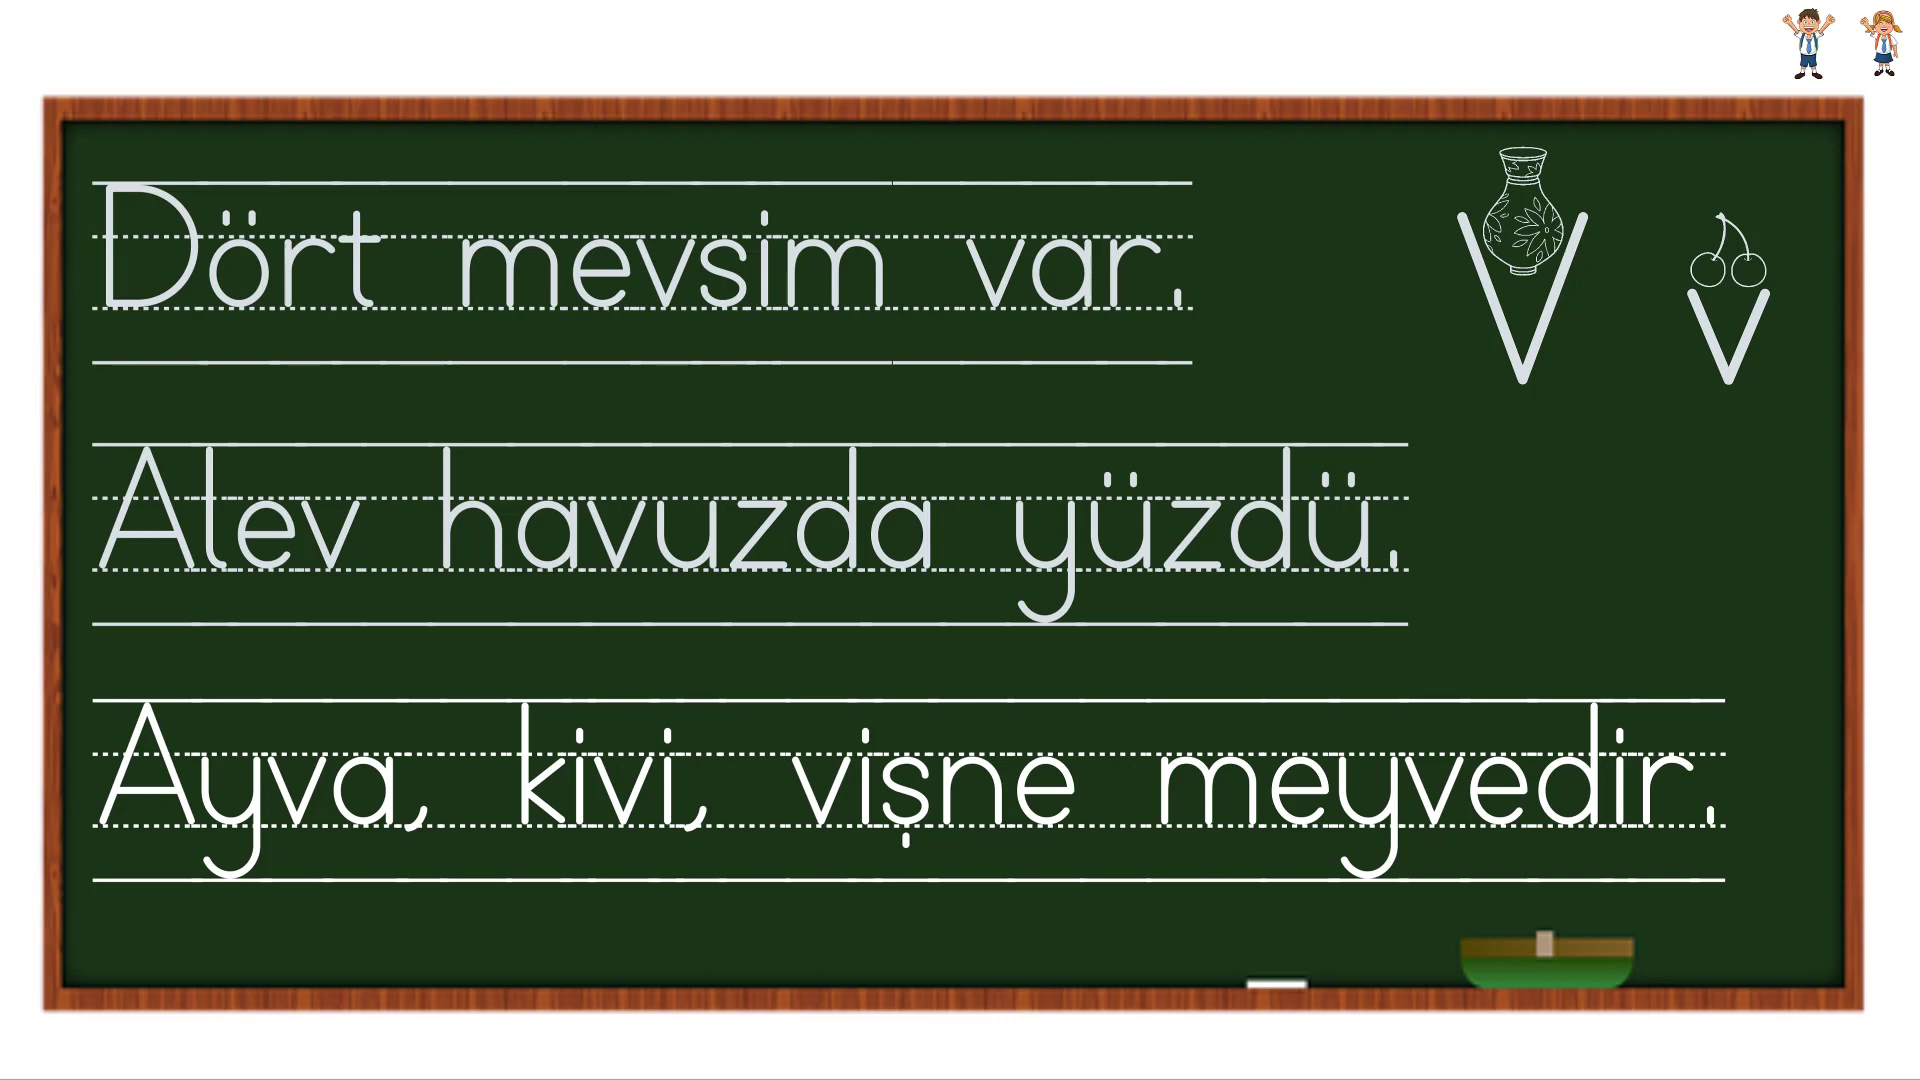 Dört mevsim var.
V v
Alev havuzda yüzdü.
Ayva, kivi, vişne meyvedir.